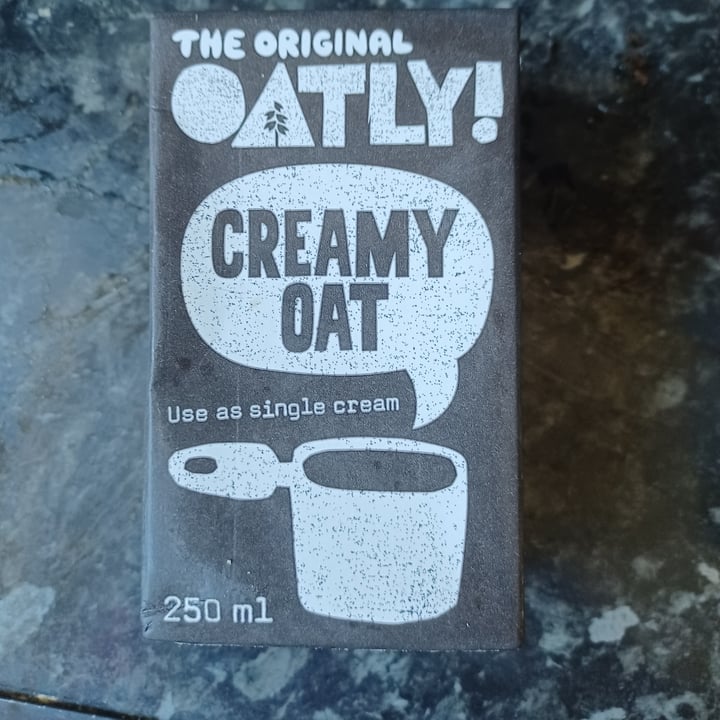 THE ORIGINAL
OATLY!
CREAMY
OAT
Use as single cream
250 ml